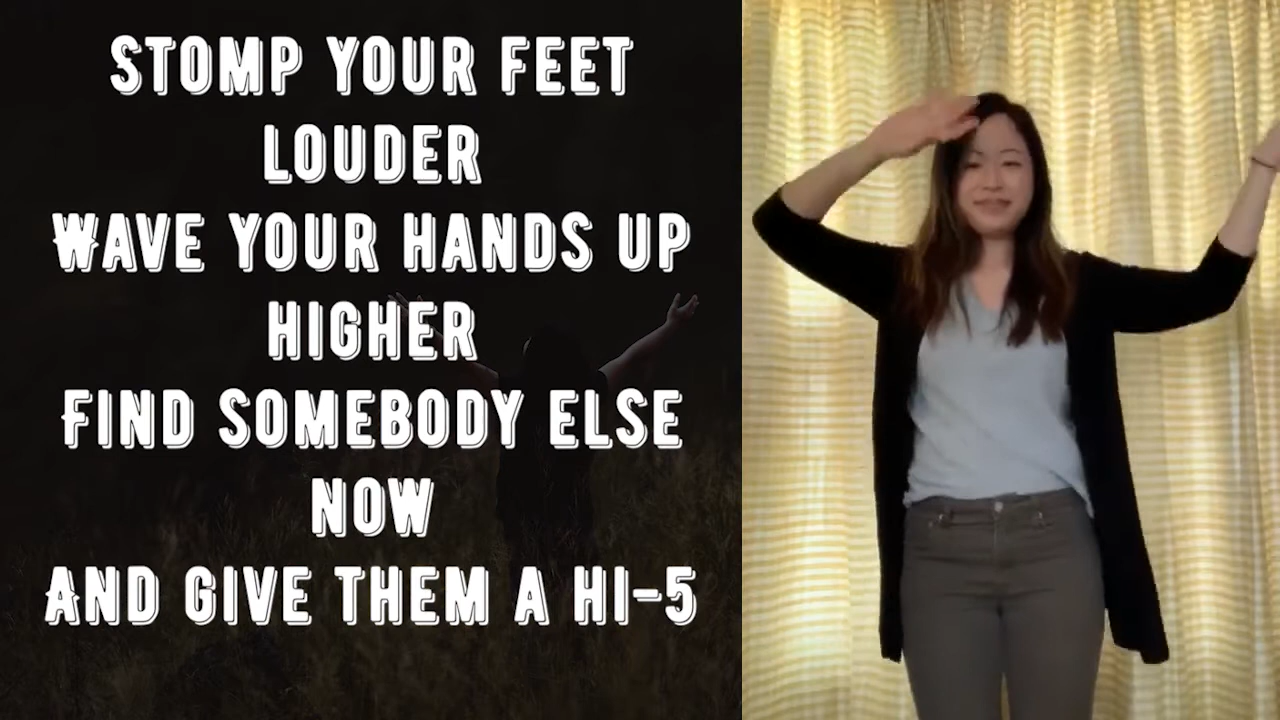 STOMP YOUR FEET
LOUDER
WAVE YOUR HANDS UP
HIGHER
FIND SOMEBODY ELSE
NOW
AND GIVE THEM A HI-5